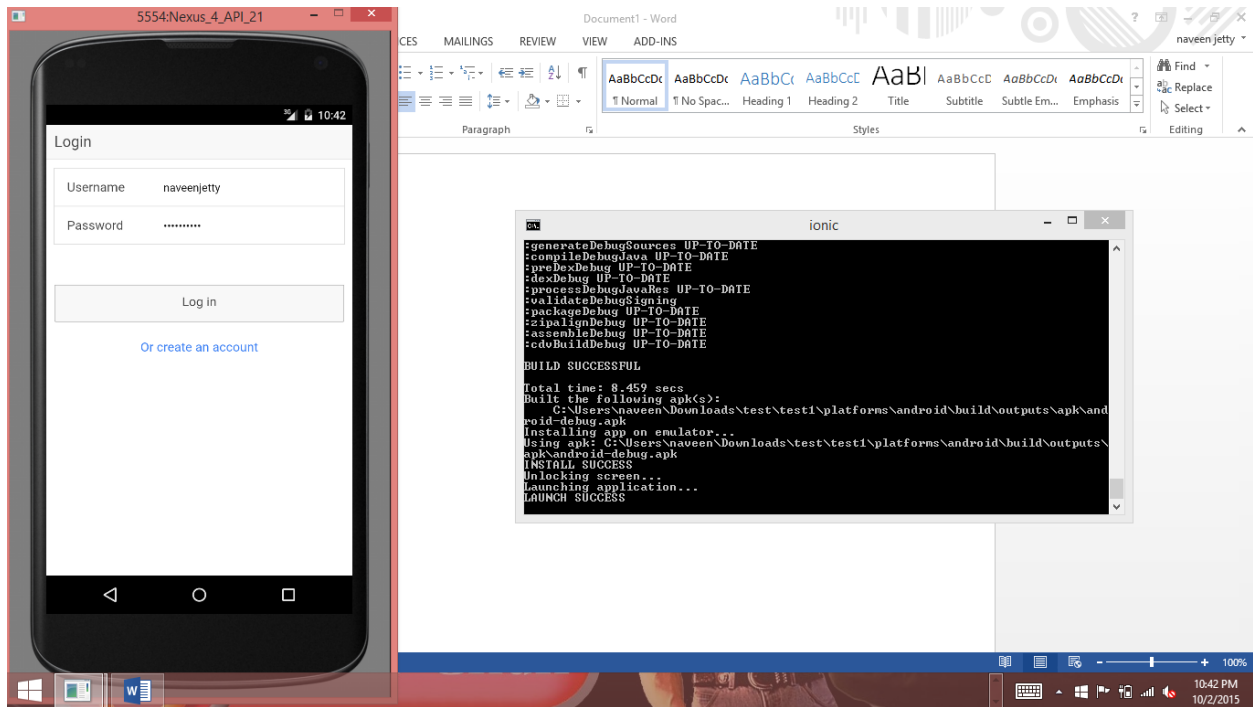 5554:Nexus_4_API_21
10:42
Login
Username naveenjetty
Password ••••••••••
Log in
Or create an account
Document1 - Word
naveen jetty
CES MAILINGS REVIEW VIEW ADD-INS
AaBbCcDc AaBbCcDc AaBbCc AaBbCcE AaBl AaBbCcD AaBbCcDc AaBbCcDc
¶ Normal ¶ No Spac... Heading 1 Heading 2 Title Subtitle Subtle Em... Emphasis
Find
Replace
Select
Paragraph Styles Editing
ionic
:generateDebugSources UP-TO-DATE
:compileDebugJava UP-TO-DATE
:preDexDebug UP-TO-DATE
:dexDebug UP-TO-DATE
:processDebugJavaRes UP-TO-DATE
:validateDebugSigning
:packageDebug UP-TO-DATE
:zipalignDebug UP-TO-DATE
:assembleDebug UP-TO-DATE
:cdvBuildDebug UP-TO-DATE
BUILD SUCCESSFUL
Total time: 8.459 secs
Built the following apk(s):
C:\Users\naveen\Downloads\test\test1\platforms\android\build\outputs\apk\and
roid-debug.apk
Installing app on emulator...
Using apk: C:\Users\naveen\Downloads\test\test1\platforms\android\build\outputs\
apk\android-debug.apk
INSTALL SUCCESS
Unlocking screen...
Launching application...
LAUNCH SUCCESS
100%
10:42 PM
10/2/2015